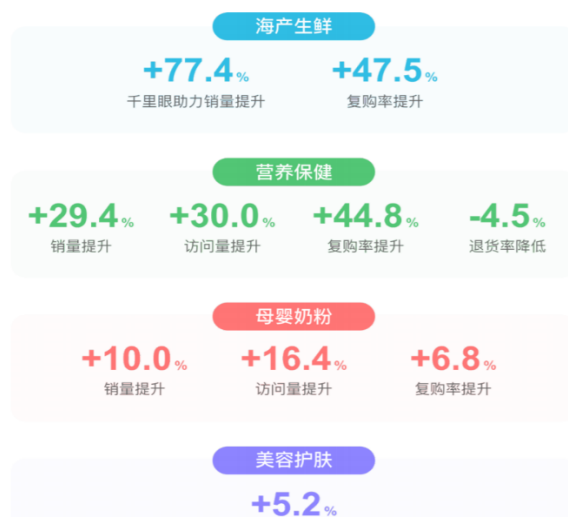 海产生鲜
+77.4% +47.5%
千里眼助力销量提升 复购率提升
营养保健
+29.4% +30.0% +44.8% -4.5%
销量提升 访问量提升 复购率提升 退货率降低
母婴奶粉
+10.0% +16.4% +6.8%
销量提升 访问量提升 复购率提升
美容护肤
+5.2%